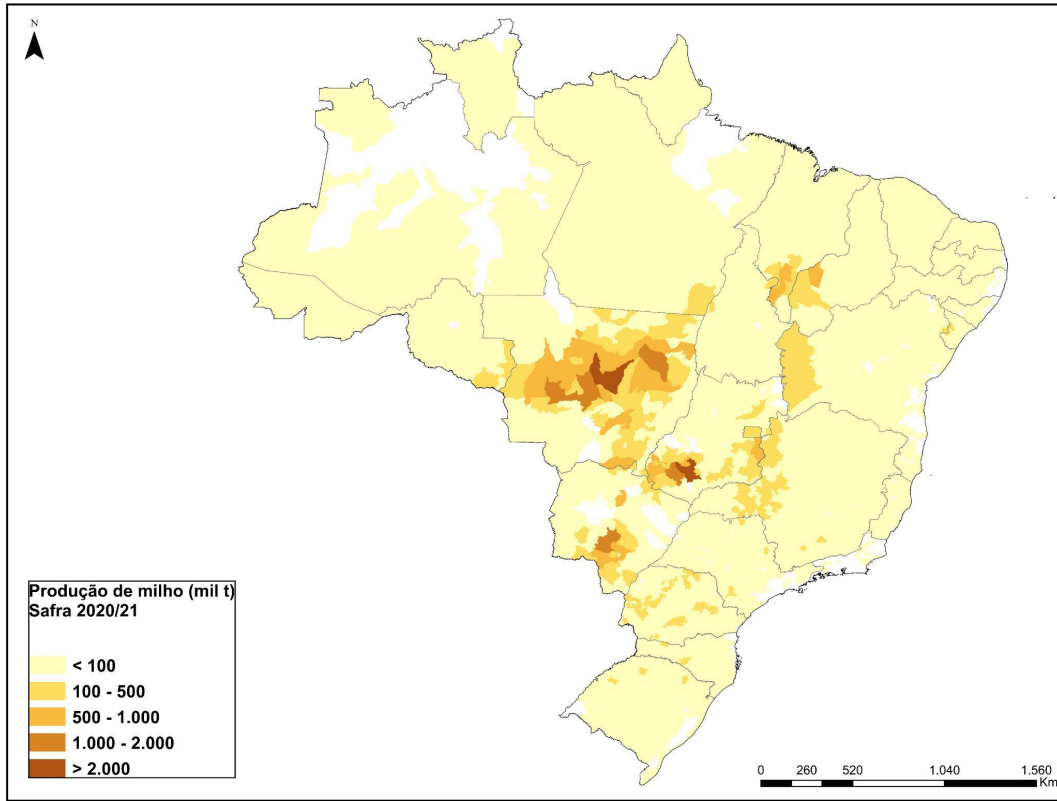 N
Produção de milho (mil t)
Safra 2020/21
< 100
100 - 500
500 - 1.000
1.000 - 2.000
> 2.000
0 260 520 1.040 1.560
Km